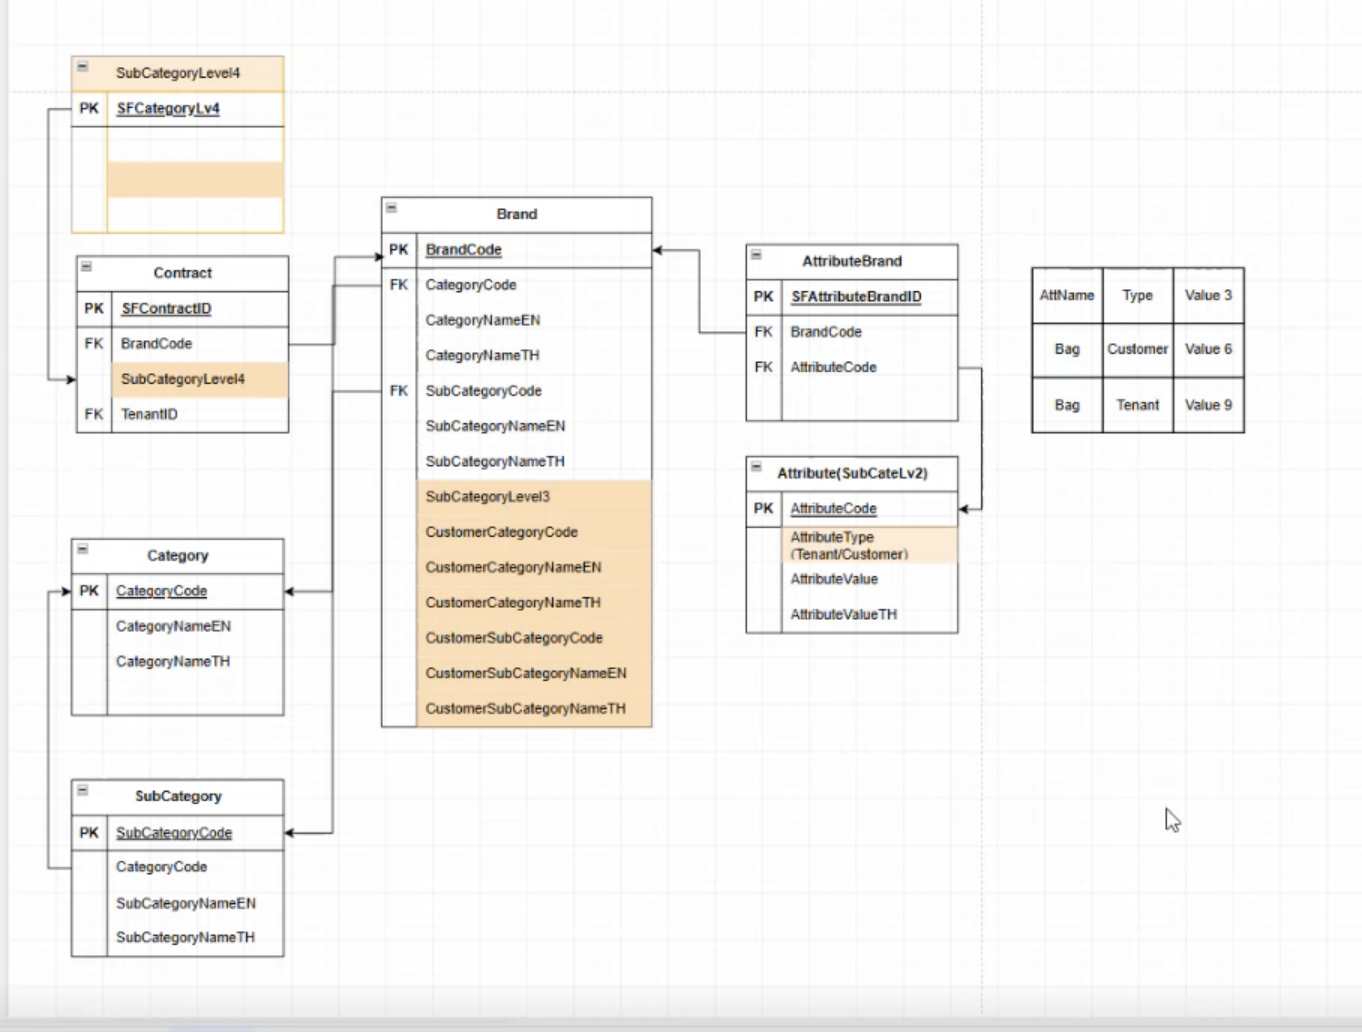 SubCategoryLevel4
PK SFCategoryLv4
Contract
PK SFContractID
FK BrandCode
SubCategoryLevel4
FK TenantID
Category
PK CategoryCode
CategoryNameEN
CategoryNameTH
SubCategory
PK SubCategoryCode
CategoryCode
SubCategoryNameEN
SubCategoryNameTH
Brand
PK BrandCode
FK CategoryCode
CategoryNameEN
CategoryNameTH
FK SubCategoryCode
SubCategoryNameEN
SubCategoryNameTH
SubCategoryLevel3
CustomerCategoryCode
CustomerCategoryNameEN
CustomerCategoryNameTH
CustomerSubCategoryCode
CustomerSubCategoryNameEN
CustomerSubCategoryNameTH
AttributeBrand
PK SFAttributeBrandID
FK BrandCode
FK AttributeCode
Attribute(SubCateLv2)
PK AttributeCode
AttributeType
(Tenant/Customer)
AttributeValue
AttributeValueTH
AttName Type Value 3
Bag Customer Value 6
Bag Tenant Value 9